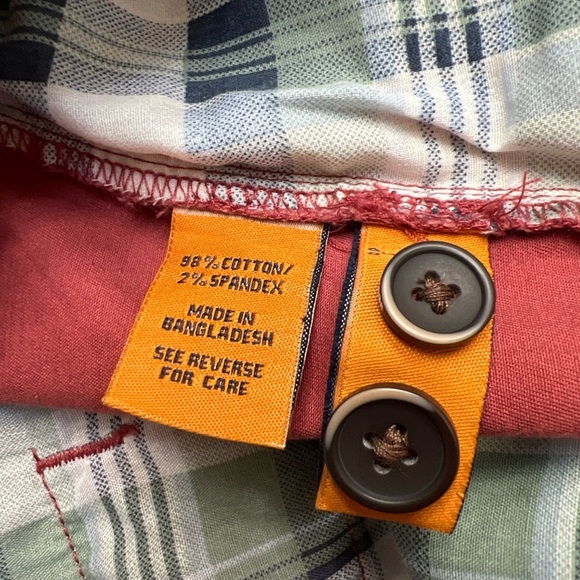 98% COTTON/
2% SPANDEX
MADE IN
BANGLADESH
SEE REVERSE
FOR CARE